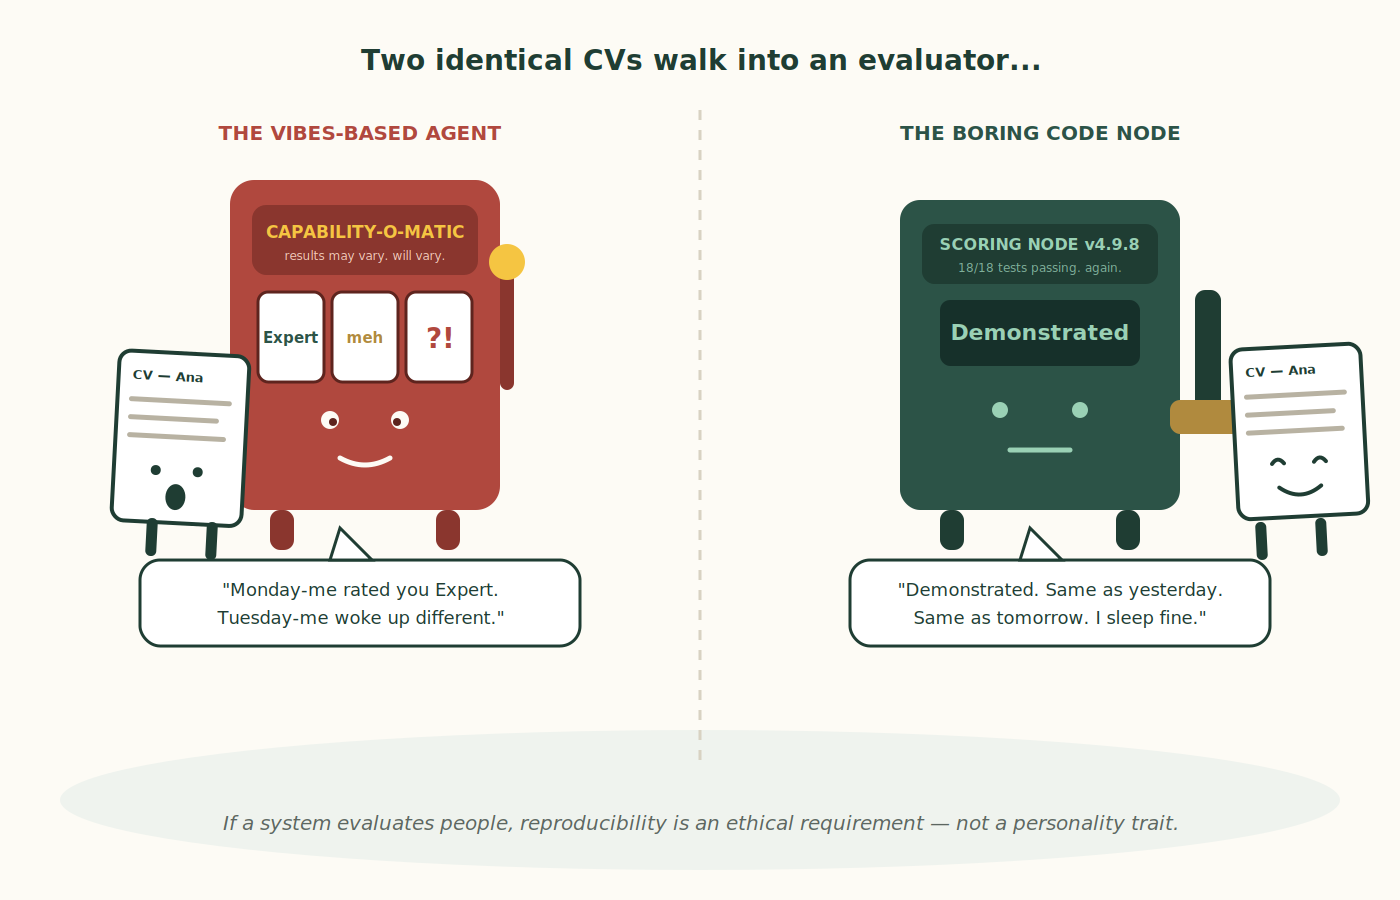 Two identical CVs walk into an evaluator...
THE VIBES-BASED AGENT
CAPABILITY-O-MATIC
results may vary. will vary.
Expert
meh
?!
CV — Ana
"Monday-me rated you Expert.
Tuesday-me woke up different."
THE BORING CODE NODE
SCORING NODE v4.9.8
18/18 tests passing. again.
Demonstrated
CV — Ana
"Demonstrated. Same as yesterday.
Same as tomorrow. I sleep fine."
If a system evaluates people, reproducibility is an ethical requirement — not a personality trait.